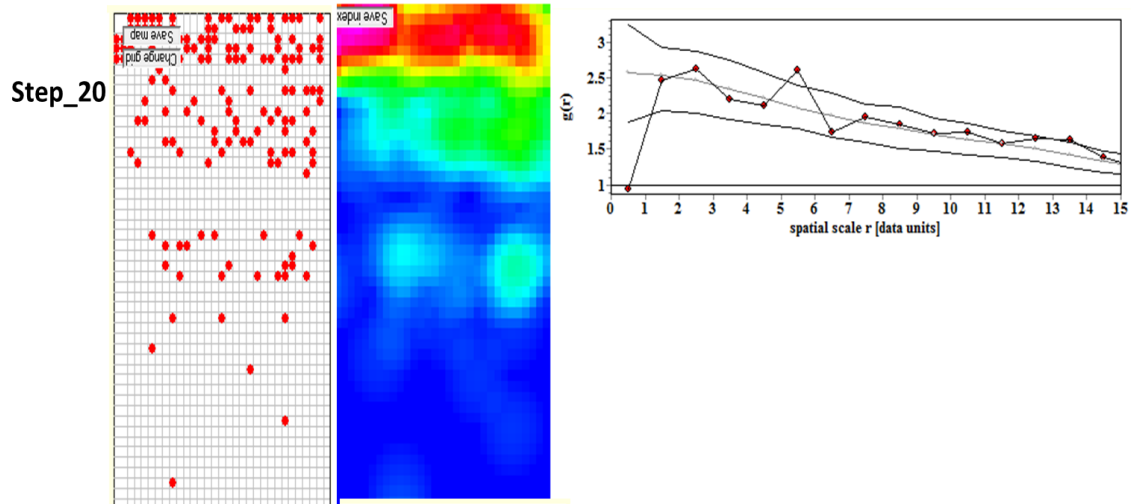 Save map
Change grid
Save index
Step_20
g(r)
3
2.5
2
1.5
1
0 1 2 3 4 5 6 7 8 9 10 11 12 13 14 15
spatial scale r [data units]